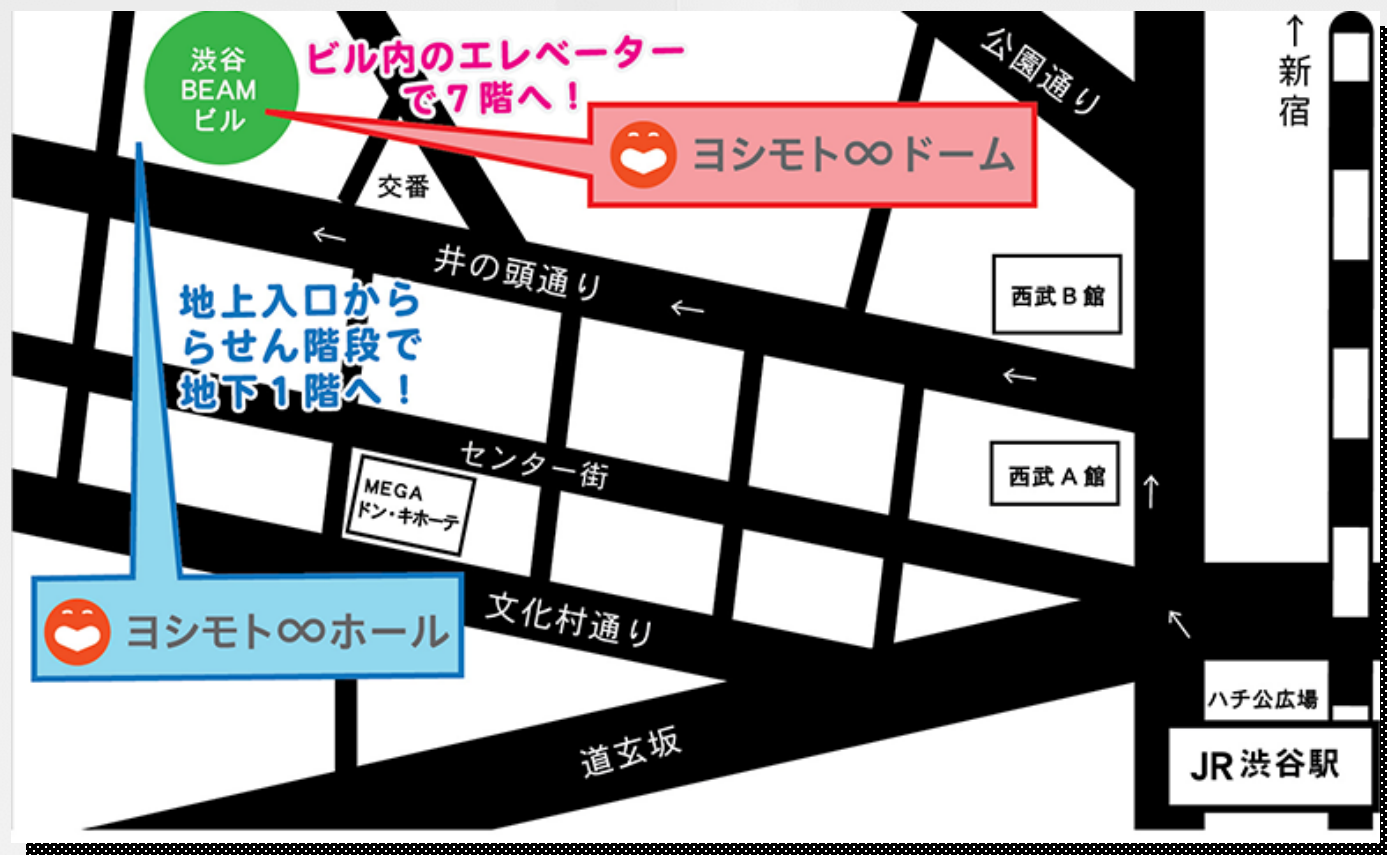 渋谷
BEAM
ビル
ビル内のエレベーター
で7階へ!
ヨシモト∞ドーム
公園通り
↑
新
宿
交番
←
井の頭通り
←
西武B館
←
地上入口から
らせん階段で
地下1階へ!
センター街
西武A館
↑
MEGA
ドン・キホーテ
ヨシモト∞ホール
文化村通り
↖
ハチ公広場
道玄坂
JR渋谷駅